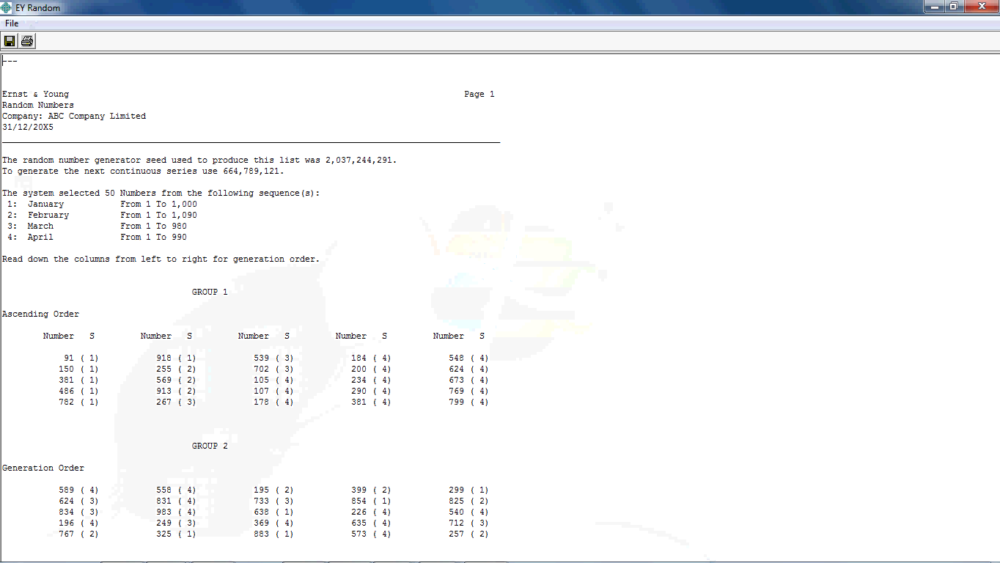 EY Random
File
---
Ernst & Young Page 1
Random Numbers
Company: ABC Company Limited
31/12/20X5
The random number generator seed used to produce this list was 2,037,244,291.
To generate the next continuous series use 664,789,121.
The system selected 50 Numbers from the following sequence(s):
1: January From 1 To 1,000
2: February From 1 To 1,090
3: March From 1 To 980
4: April From 1 To 990
Read down the columns from left to right for generation order.
GROUP 1
Ascending Order
Number S Number S Number S Number S Number S
91 ( 1) 918 ( 1) 539 ( 3) 184 ( 4) 548 ( 4)
150 ( 1) 255 ( 2) 702 ( 3) 200 ( 4) 624 ( 4)
381 ( 1) 569 ( 2) 105 ( 4) 234 ( 4) 673 ( 4)
486 ( 1) 913 ( 2) 107 ( 4) 290 ( 4) 769 ( 4)
782 ( 1) 267 ( 3) 178 ( 4) 381 ( 4) 799 ( 4)
GROUP 2
Generation Order
589 ( 4) 558 ( 4) 195 ( 2) 399 ( 2) 299 ( 1)
624 ( 3) 831 ( 4) 733 ( 3) 854 ( 1) 825 ( 2)
834 ( 3) 983 ( 4) 638 ( 1) 226 ( 4) 540 ( 4)
196 ( 4) 249 ( 3) 369 ( 4) 635 ( 4) 712 ( 3)
767 ( 2) 325 ( 1) 883 ( 1) 573 ( 4) 257 ( 2)